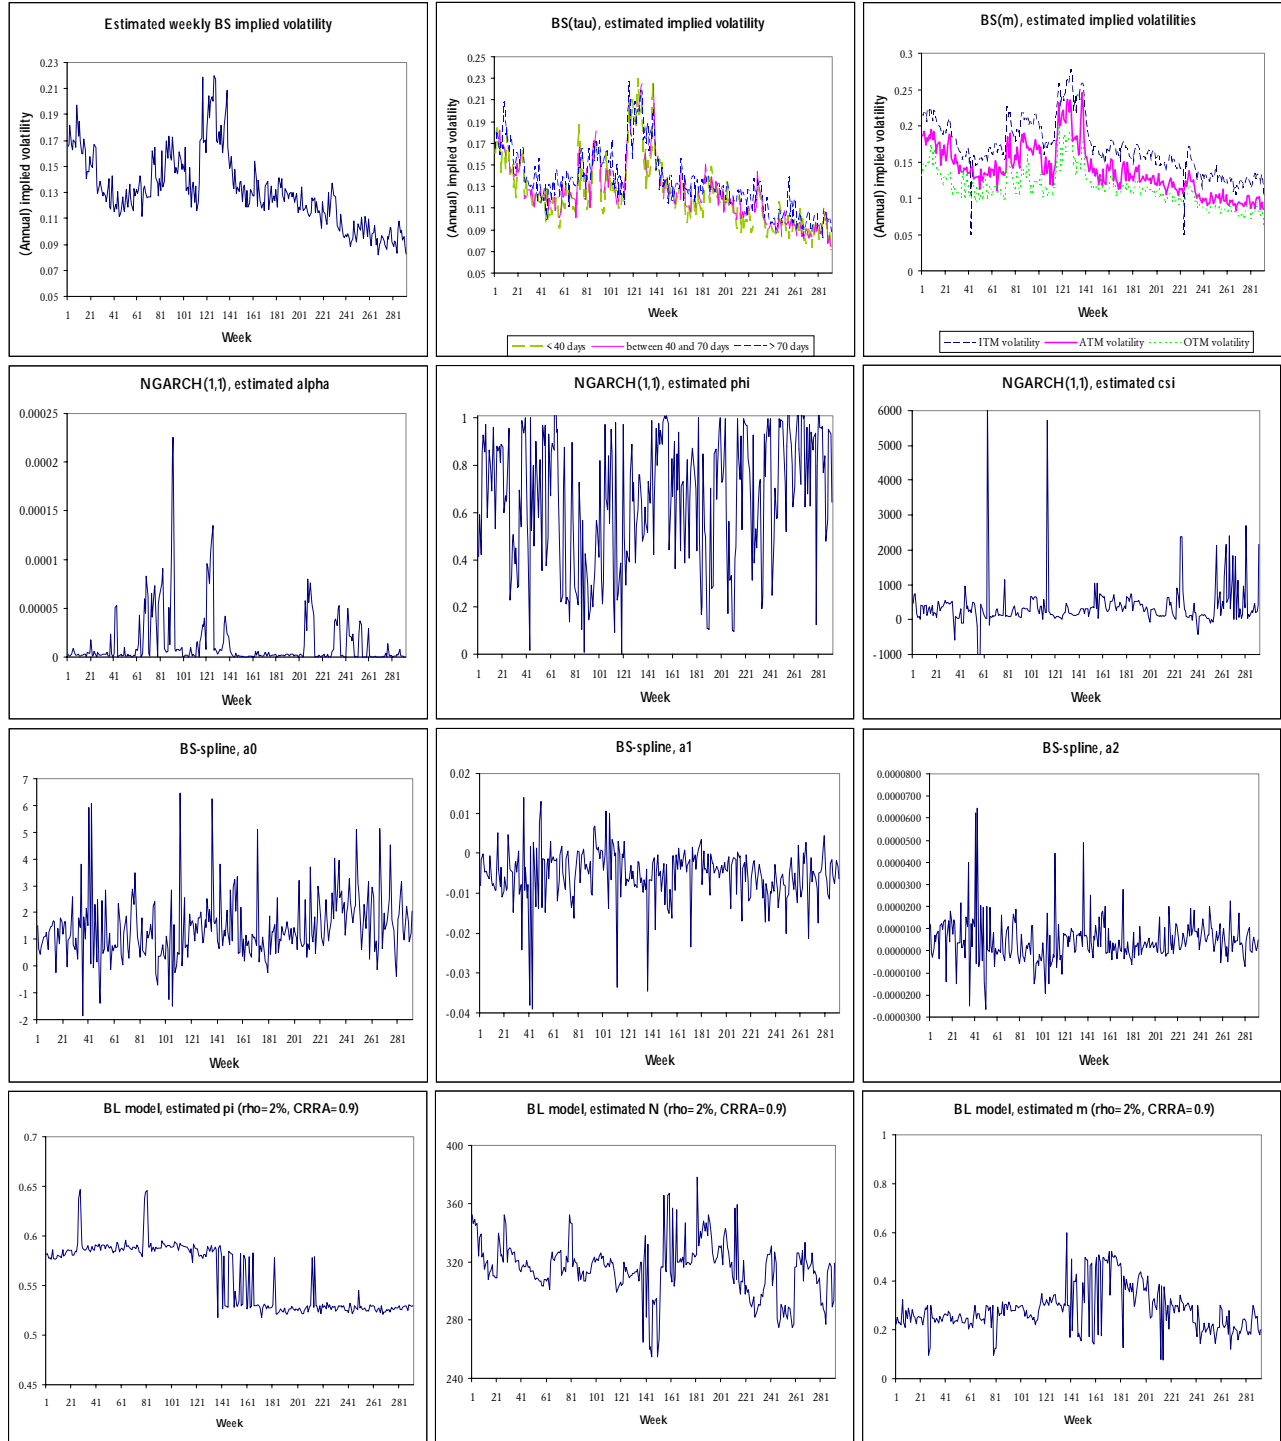 Estimated weekly BS implied volatility
(Annual) implied volatility
0.23
0.21
0.19
0.17
0.15
0.13
0.11
0.09
0.07
0.05
1 21 41 61 81 101 121 141 161 181 201 221 241 261 281
Week
BS(tau), estimated implied volatility
(Annual) implied volatility
0.25
0.23
0.21
0.19
0.17
0.15
0.13
0.11
0.09
0.07
0.05
1 21 41 61 81 101 121 141 161 181 201 221 241 261 281
Week
< 40 days between 40 and 70 days > 70 days
BS(m), estimated implied volatilities
(Annual) implied volatility
0.3
0.25
0.2
0.15
0.1
0.05
0
1 21 41 61 81 101 121 141 161 181 201 221 241 261 281
Week
ITM volatility ATM volatility OTM volatility
NGARCH(1,1), estimated alpha
0.00025
0.0002
0.00015
0.0001
0.00005
0
1 21 41 61 81 101 121 141 161 181 201 221 241 261 281
Week
NGARCH(1,1), estimated phi
1
0.8
0.6
0.4
0.2
0
1 21 41 61 81 101 121 141 161 181 201 221 241 261 281
Week
NGARCH(1,1), estimated csi
6000
5000
4000
3000
2000
1000
0
-1000
1 21 41 61 81 101 121 141 161 181 201 221 241 261 281
Week
BS-spline, a0
7
6
5
4
3
2
1
0
-1
-2
1 21 41 61 81 101 121 141 161 181 201 221 241 261 281
Week
BS-spline, a1
0.02
0.01
0
-0.01
-0.02
-0.03
-0.04
1 21 41 61 81 101 121 141 161 181 201 221 241 261 281
Week
BS-spline, a2
0.0000800
0.0000700
0.0000600
0.0000500
0.0000400
0.0000300
0.0000200
0.0000100
0.0000000
-0.0000100
-0.0000200
-0.0000300
1 21 41 61 81 101 121 141 161 181 201 221 241 261 281
Week
BL model, estimated pi (rho=2%, CRRA=0.9)
0.7
0.65
0.6
0.55
0.5
0.45
1 21 41 61 81 101 121 141 161 181 201 221 241 261 281
Week
BL model, estimated N (rho=2%, CRRA=0.9)
400
360
320
280
240
1 21 41 61 81 101 121 141 161 181 201 221 241 261 281
Week
BL model, estimated m (rho=2%, CRRA=0.9)
1
0.8
0.6
0.4
0.2
0
1 21 41 61 81 101 121 141 161 181 201 221 241 261 281
Week